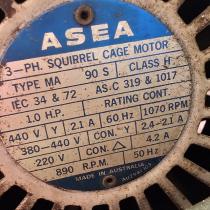 ASEA
3-PH. SQUIRREL CAGE MOTOR
TYPE MA 90 S CLASS H
IEC 34 & 72 AS.C 319 & 1017
1.0 H.P. RATING CONT.
440 V Y 2.1 A 60 Hz 1070 RPM
380-440 V CON. Y 2.4-2.1 A
220 V CON. △ 4.2 A
890 R.P.M. 50 Hz
MADE IN AUSTRALIA